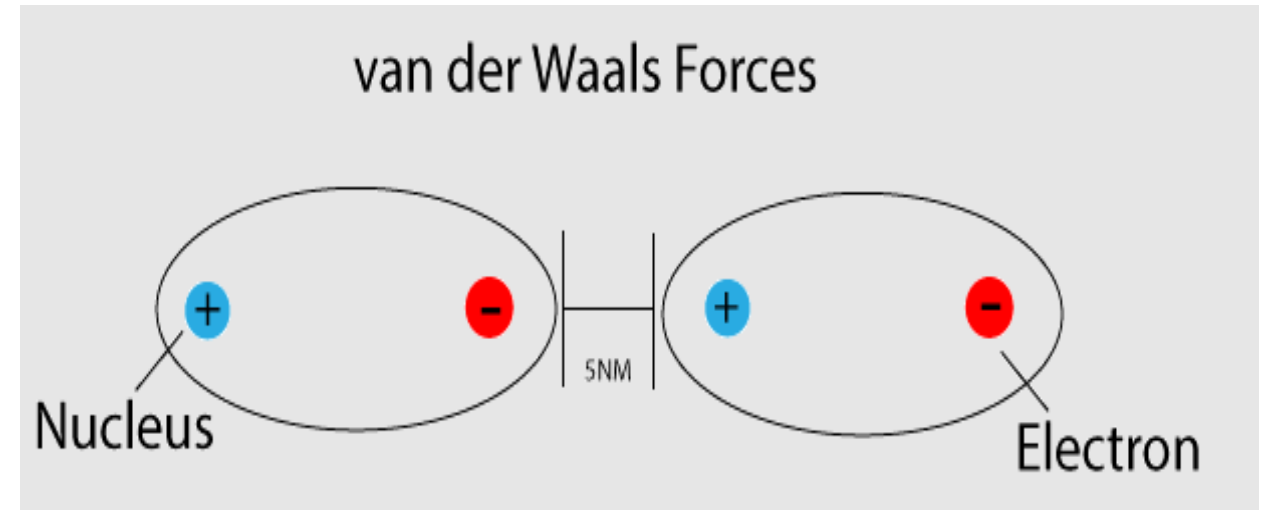 van der Waals Forces
+
-
+
-
5NM
Nucleus
Electron